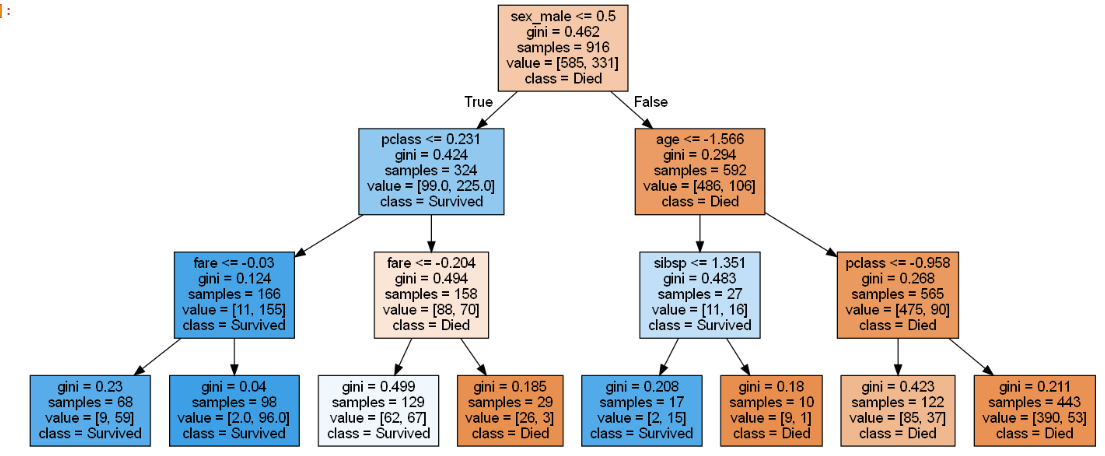 ]:
sex_male <= 0.5
gini = 0.462
samples = 916
value = [585, 331]
class = Died
True
False
pclass <= 0.231
gini = 0.424
samples = 324
value = [99.0, 225.0]
class = Survived
age <= -1.566
gini = 0.294
samples = 592
value = [486, 106]
class = Died
fare <= -0.03
gini = 0.124
samples = 166
value = [11, 155]
class = Survived
fare <= -0.204
gini = 0.494
samples = 158
value = [88, 70]
class = Died
sibsp <= 1.351
gini = 0.483
samples = 27
value = [11, 16]
class = Survived
pclass <= -0.958
gini = 0.268
samples = 565
value = [475, 90]
class = Died
gini = 0.23
samples = 68
value = [9, 59]
class = Survived
gini = 0.04
samples = 98
value = [2.0, 96.0]
class = Survived
gini = 0.499
samples = 129
value = [62, 67]
class = Survived
gini = 0.185
samples = 29
value = [26, 3]
class = Died
gini = 0.208
samples = 17
value = [2, 15]
class = Survived
gini = 0.18
samples = 10
value = [9, 1]
class = Died
gini = 0.423
samples = 122
value = [85, 37]
class = Died
gini = 0.211
samples = 443
value = [390, 53]
class = Died